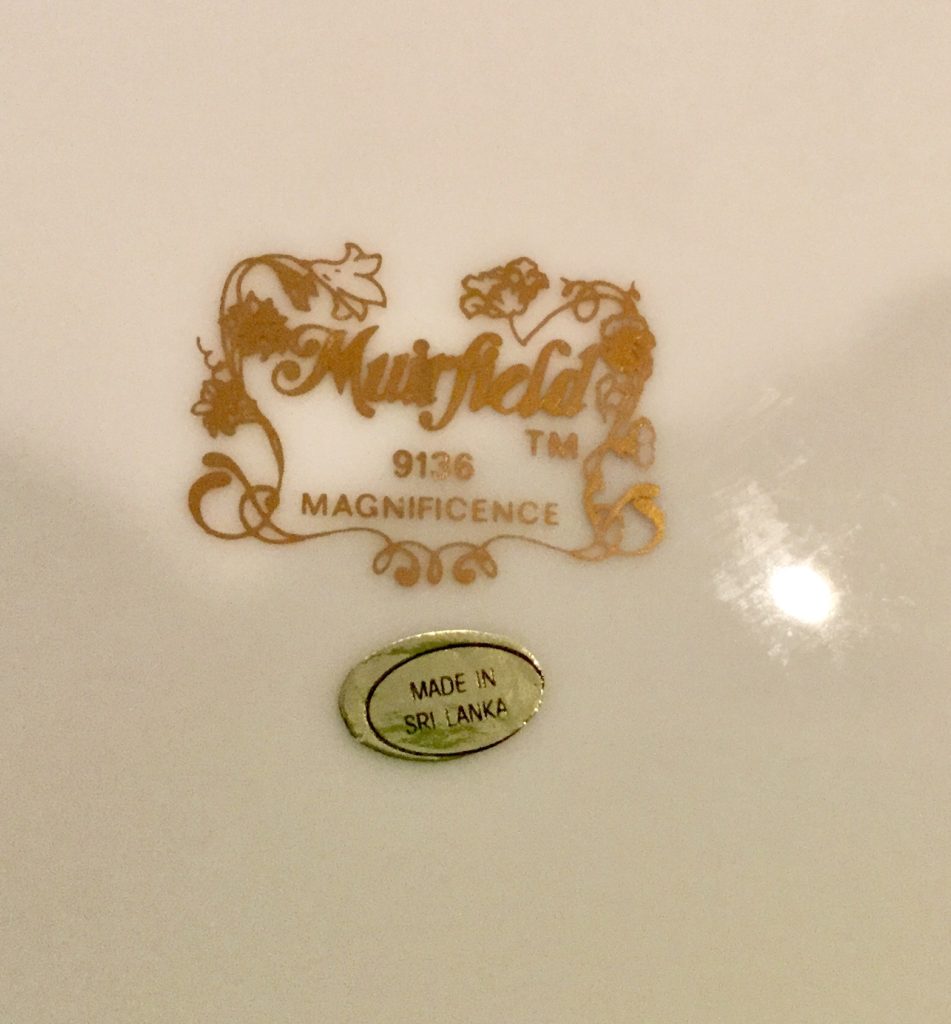 Muirfield
TM
9136
MAGNIFICENCE
MADE IN
SRI LANKA